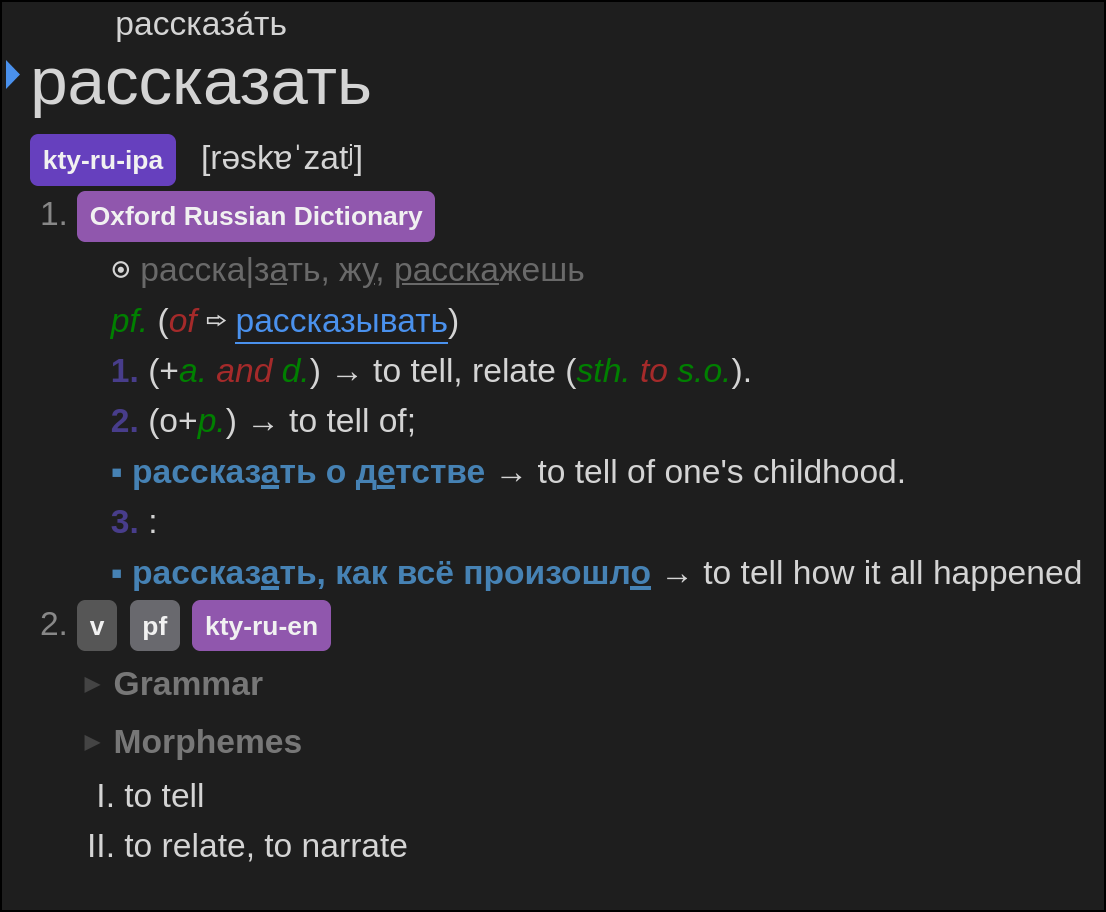 рассказа́ть
рассказать
kty-ru-ipa [rəskɐˈzatʲ]
1. Oxford Russian Dictionary
⦿ расска|зать, жу, расскажешь
pf. (of ⇨ рассказывать)
1. (+a. and d.) → to tell, relate (sth. to s.o.).
2. (о+p.) → to tell of;
▪ рассказать о детстве → to tell of one's childhood.
3. :
▪ рассказать, как всё произошло → to tell how it all happened
2. v pf kty-ru-en
▶ Grammar
▶ Morphemes
I. to tell
II. to relate, to narrate